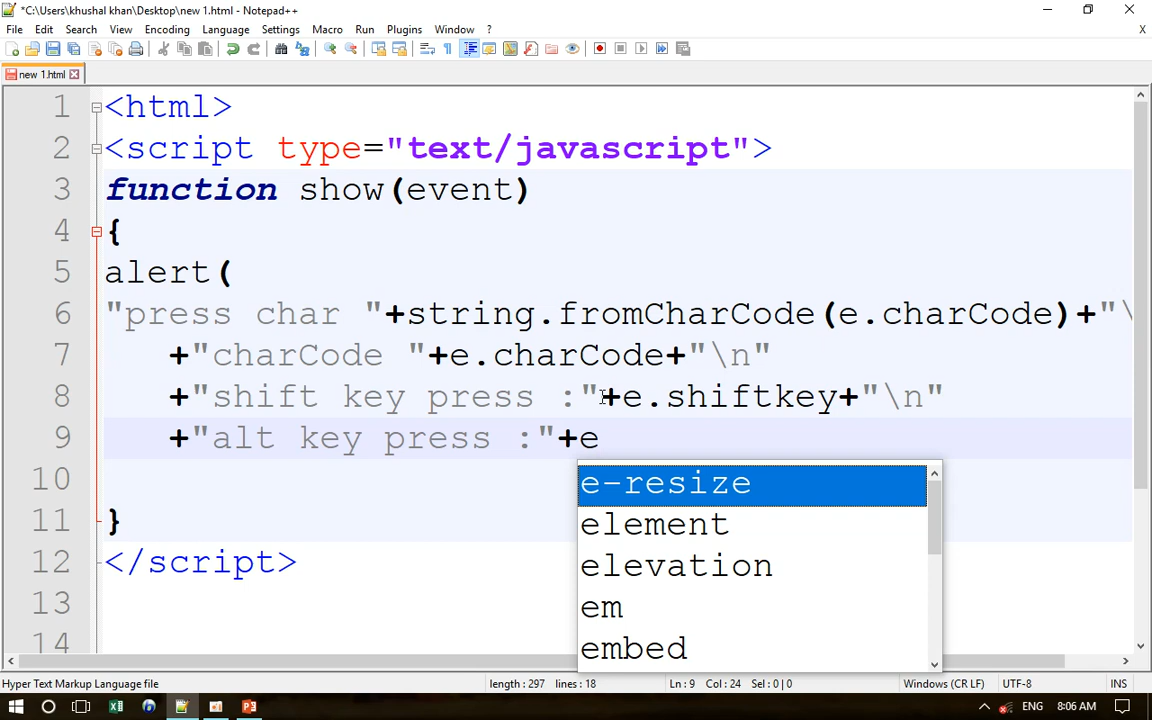 *C:\Users\khushal khan\Desktop\new 1.html - Notepad++
File Edit Search View Encoding Language Settings Macro Run Plugins Window ?
X
new 1.html
1 <html>
2 <script type="text/javascript">
3 function show(event)
4 {
5 alert(
6 "press char "+string.fromCharCode(e.charCode)+"\
7 +"charCode "+e.charCode+"\n"
8 +"shift key press :"+e.shiftkey+"\n"
9 +"alt key press :"+e
10
11 }
12 </script>
13
14
e-resize
element
elevation
em
embed
Hyper Text Markup Language file length : 297 lines : 18 Ln : 9 Col : 24 Sel : 0 | 0 Windows (CR LF) UTF-8 INS
ENG 8:06 AM